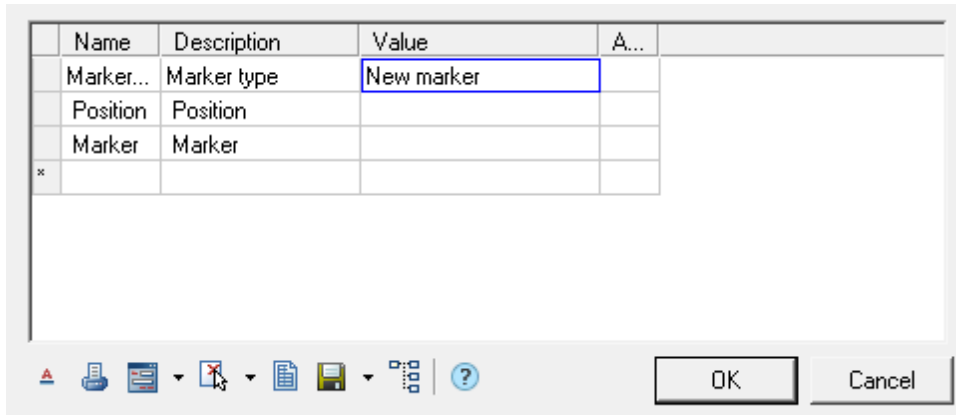 Name Description Value A...
Marker... Marker type New marker
Position Position
Marker Marker
*
A ?
OK Cancel